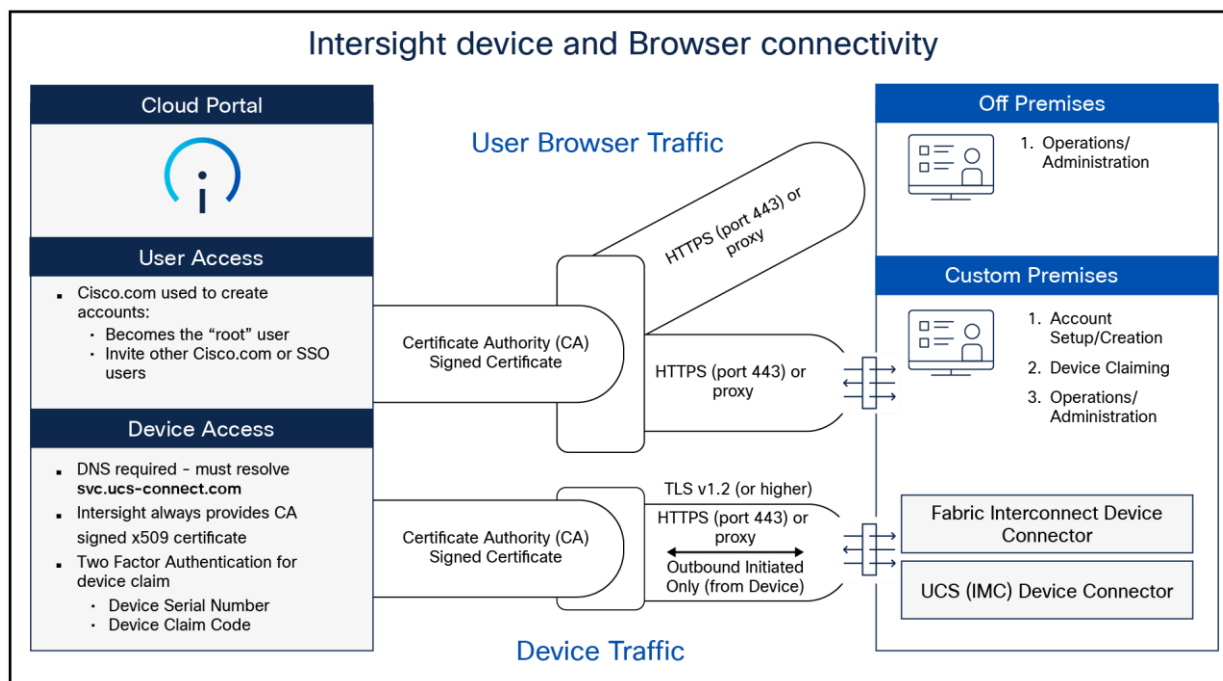 Intersight device and Browser connectivity
Cloud Portal
User Access
▪ Cisco.com used to create
accounts:
• Becomes the “root” user
• Invite other Cisco.com or SSO
users
Device Access
▪ DNS required – must resolve
svc.ucs-connect.com
▪ Intersight always provides CA
signed x509 certificate
▪ Two Factor Authentication for
device claim
• Device Serial Number
• Device Claim Code
User Browser Traffic
HTTPS (port 443) or
proxy
Certificate Authority (CA)
Signed Certificate
HTTPS (port 443) or
proxy
TLS v1.2 (or higher)
Certificate Authority (CA)
Signed Certificate
HTTPS (port 443) or
proxy
Outbound Initiated
Only (from Device)
Device Traffic
Off Premises
1. Operations/
Administration
Custom Premises
1. Account
Setup/Creation
2. Device Claiming
3. Operations/
Administration
Fabric Interconnect Device
Connector
UCS (IMC) Device Connector